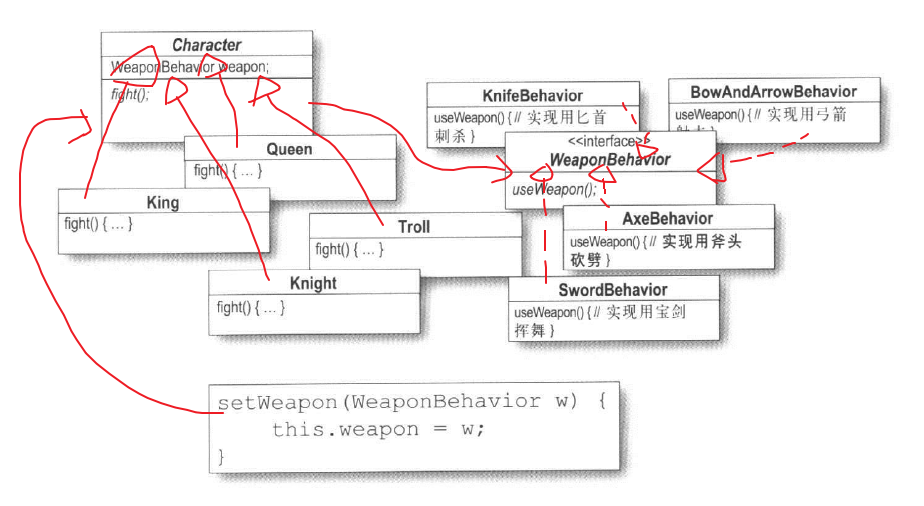 Character
WeaponBehavior weapon;
fight();
KnifeBehavior
useWeapon() { // 实现用匕首
刺杀 }
BowAndArrowBehavior
useWeapon() { // 实现用弓箭
}
<<interface>>
WeaponBehavior
useWeapon();
Queen
fight() { ... }
King
fight() { ... }
Troll
fight() { ... }
Knight
fight() { ... }
AxeBehavior
useWeapon() { // 实现用斧头
砍劈 }
SwordBehavior
useWeapon() { // 实现用宝剑
挥舞 }
setWeapon(WeaponBehavior w) {
this.weapon = w;
}